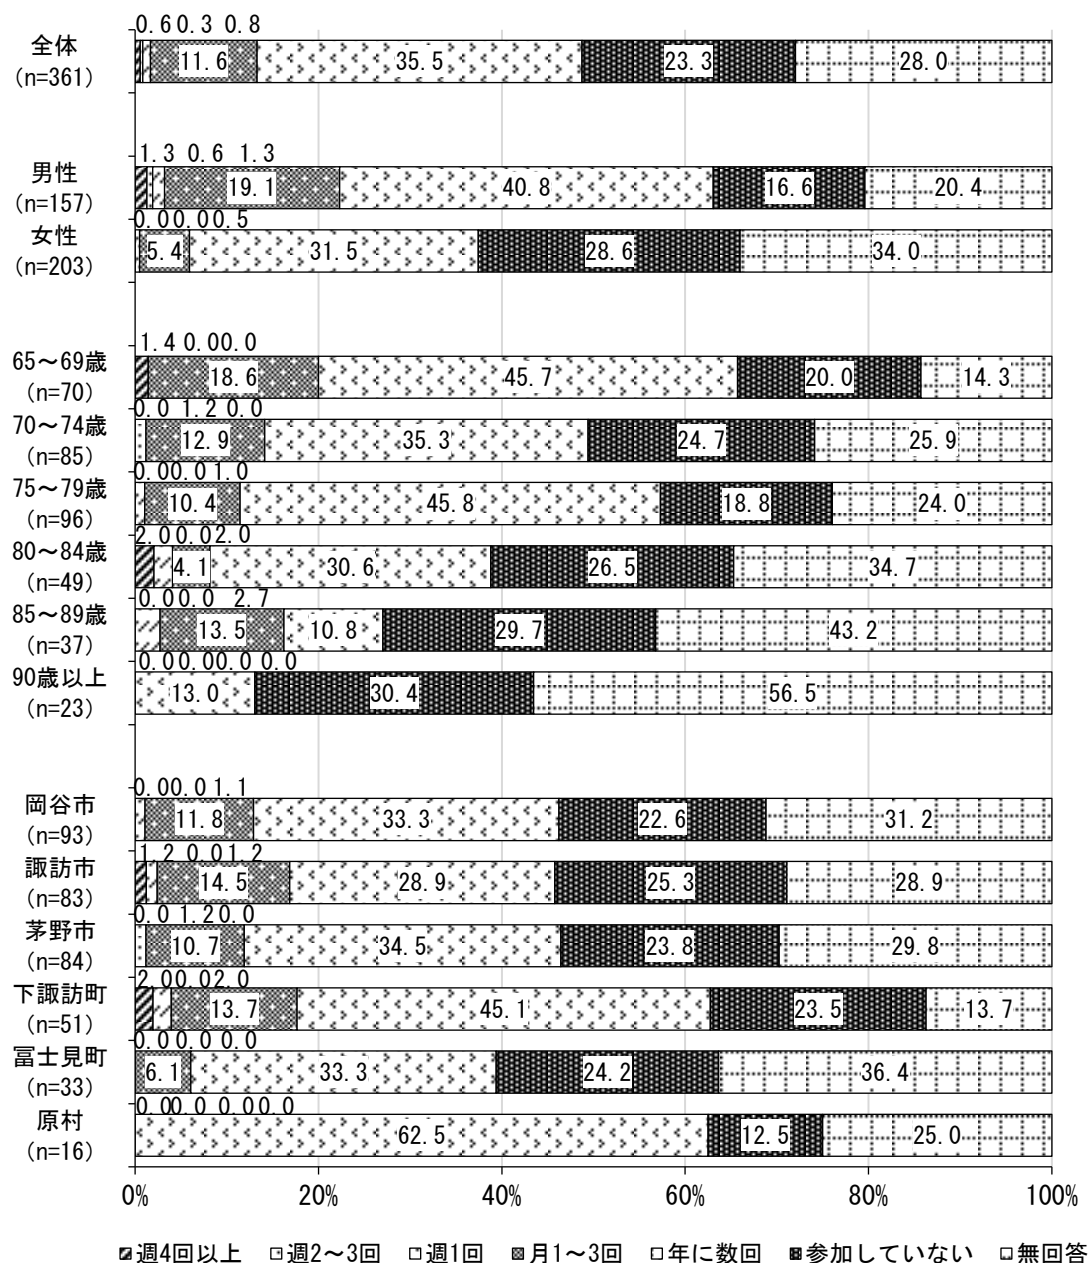 0.6 0.3 0.8
全体 11.6 35.5 23.3 28.0
(n=361)
1.3 0.6 1.3
男性 19.1 40.8 16.6 20.4
(n=157)
0.0 0.0 0.5
女性 5.4 31.5 28.6 34.0
(n=203)
1.4 0.0 0.0
65～69歳 18.6 45.7 20.0 14.3
(n=70)
0.0 1.2 0.0
70～74歳 12.9 35.3 24.7 25.9
(n=85)
0.0 0.0 1.0
75～79歳 10.4 45.8 18.8 24.0
(n=96)
2.0 0.0 2.0
80～84歳 4.1 30.6 26.5 34.7
(n=49)
0.0 0.0 2.7
85～89歳 13.5 10.8 29.7 43.2
(n=37)
0.0 0.0 0.0 0.0
90歳以上 13.0 30.4 56.5
(n=23)
0.0 0.0 1.1
岡谷市 11.8 33.3 22.6 31.2
(n=93)
1.2 0.0 1.2
諏訪市 14.5 28.9 25.3 28.9
(n=83)
0.0 1.2 0.0
茅野市 10.7 34.5 23.8 29.8
(n=84)
2.0 0.0 2.0
下諏訪町 13.7 45.1 23.5 13.7
(n=51)
0.0 0.0 0.0
富士見町 6.1 33.3 24.2 36.4
(n=33)
0.0 0.0 0.0 0.0
原村 62.5 12.5 25.0
(n=16)
0% 20% 40% 60% 80% 100%
週4回以上 週2～3回 週1回 月1～3回 年に数回 参加していない 無回答